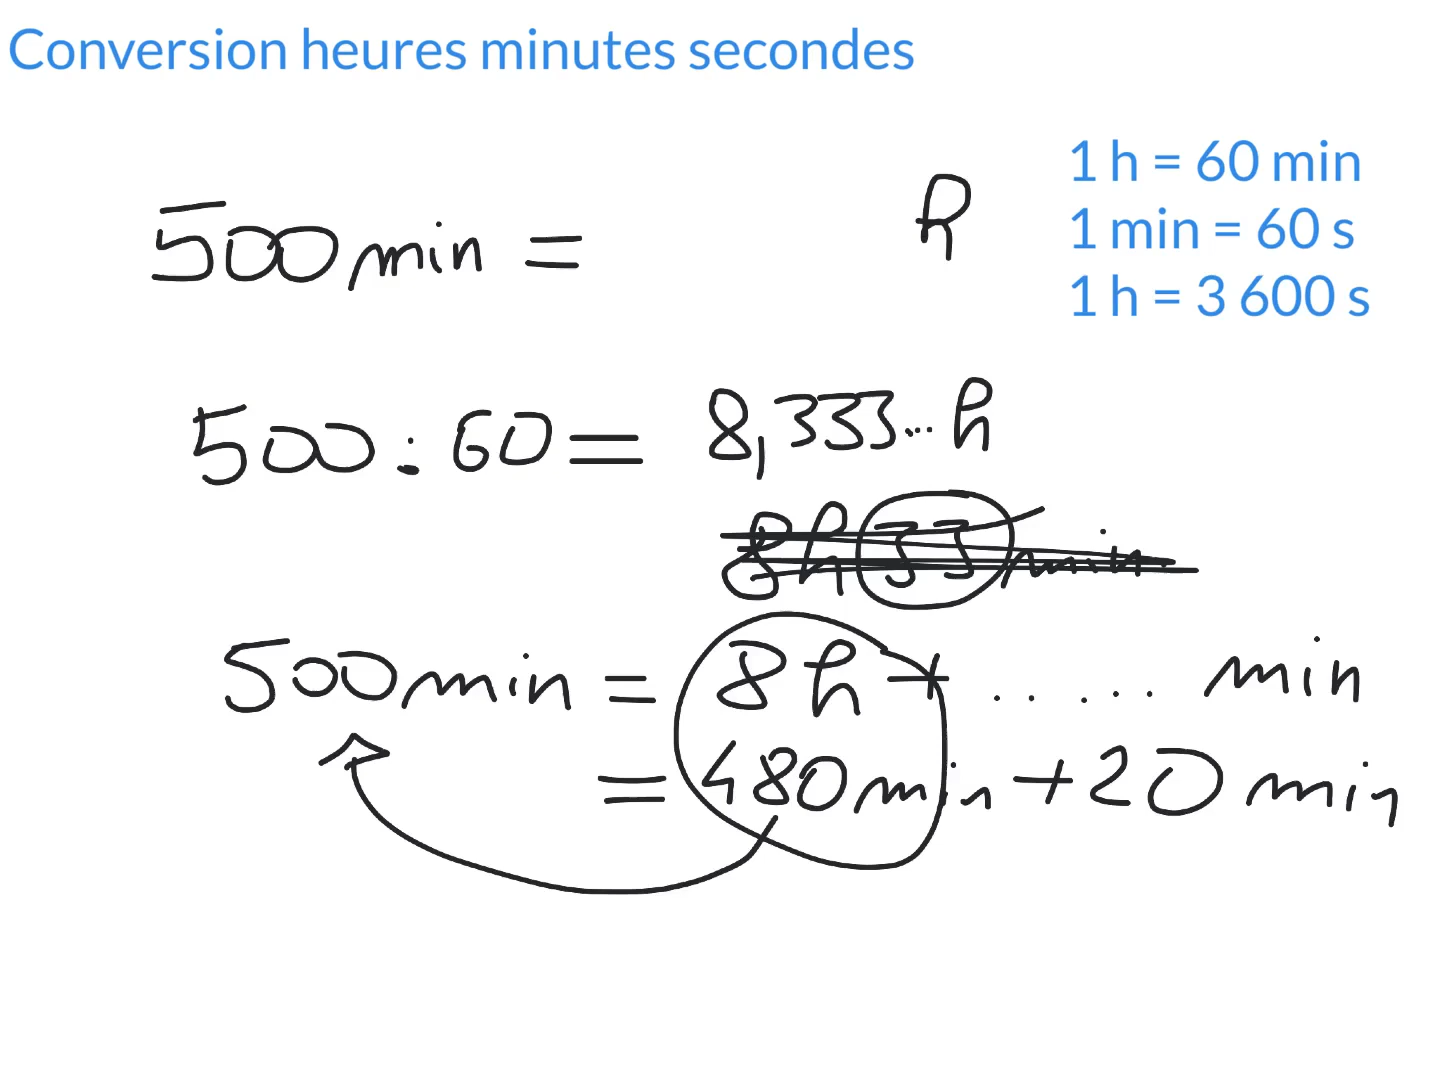 Conversion heures minutes secondes
1 h = 60 min
1 min = 60 s
1 h = 3 600 s
500 min = h
500 : 60 = 8,333... h
8h 33 min
500 min = 8 h + ..... min
= 480 min + 20 min